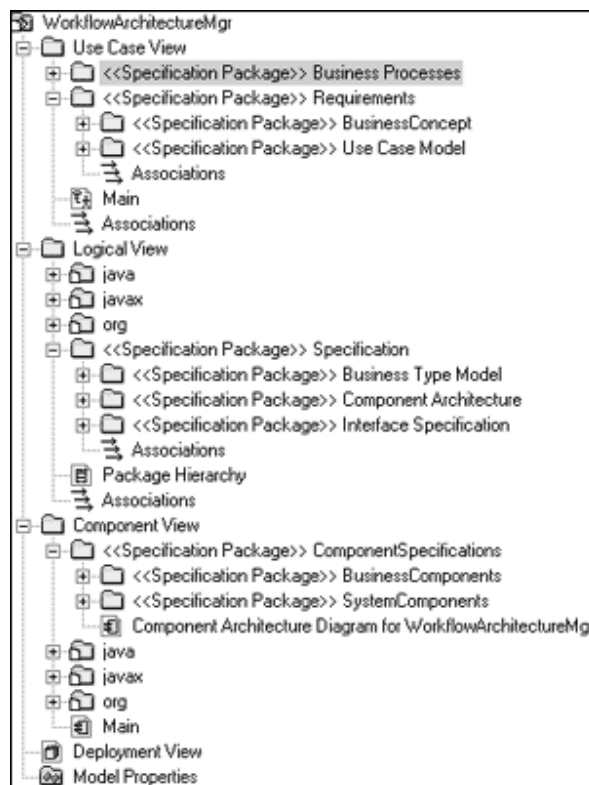 WorkflowArchitectureMgr
Use Case View
<<Specification Package>> Business Processes
<<Specification Package>> Requirements
<<Specification Package>> BusinessConcept
<<Specification Package>> Use Case Model
Associations
Main
Associations
Logical View
java
javax
org
<<Specification Package>> Specification
<<Specification Package>> Business Type Model
<<Specification Package>> Component Architecture
<<Specification Package>> Interface Specification
Associations
Package Hierarchy
Associations
Component View
<<Specification Package>> ComponentSpecifications
<<Specification Package>> BusinessComponents
<<Specification Package>> SystemComponents
Component Architecture Diagram for WorkflowArchitectureMg
java
javax
org
Main
Deployment View
Model Properties